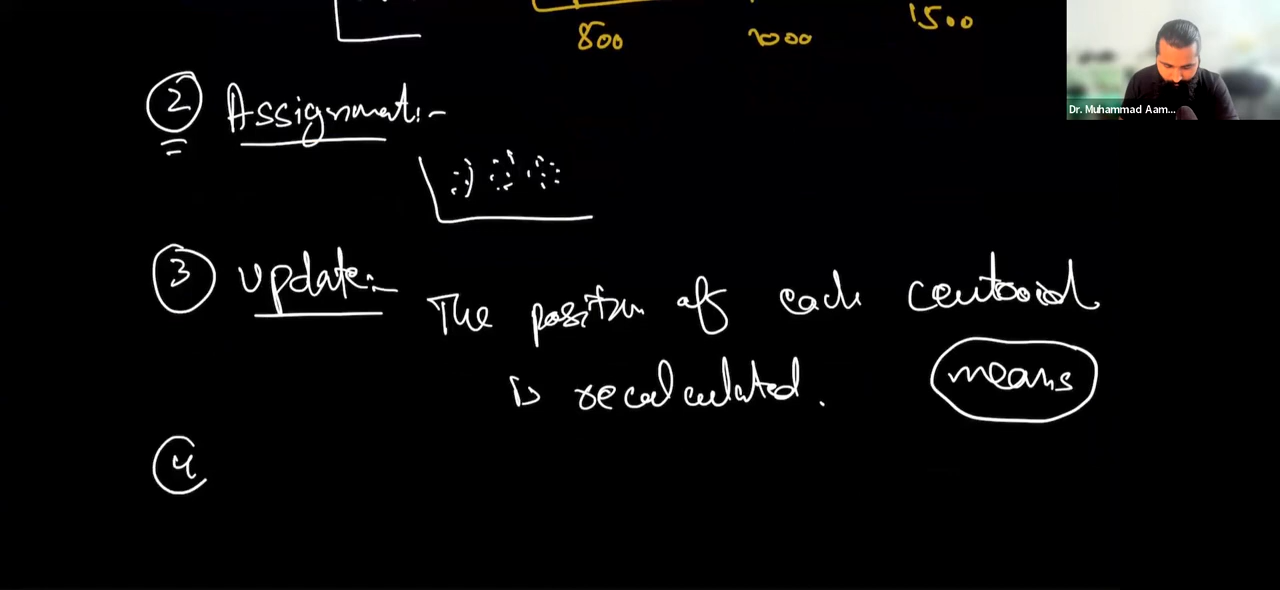 800 1000 1500
Dr. Muhammad Aam...
2 Assignment:-
3 Update:-
The position of each centroid
is recalculated. means
4